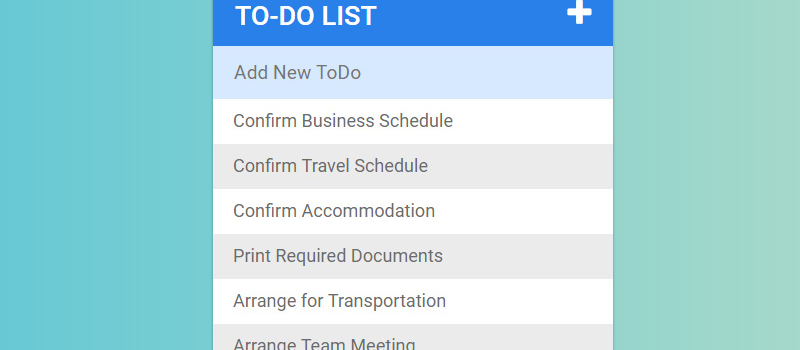 TO-DO LIST
Add New ToDo
Confirm Business Schedule
Confirm Travel Schedule
Confirm Accommodation
Print Required Documents
Arrange for Transportation
Arrange Team Meeting